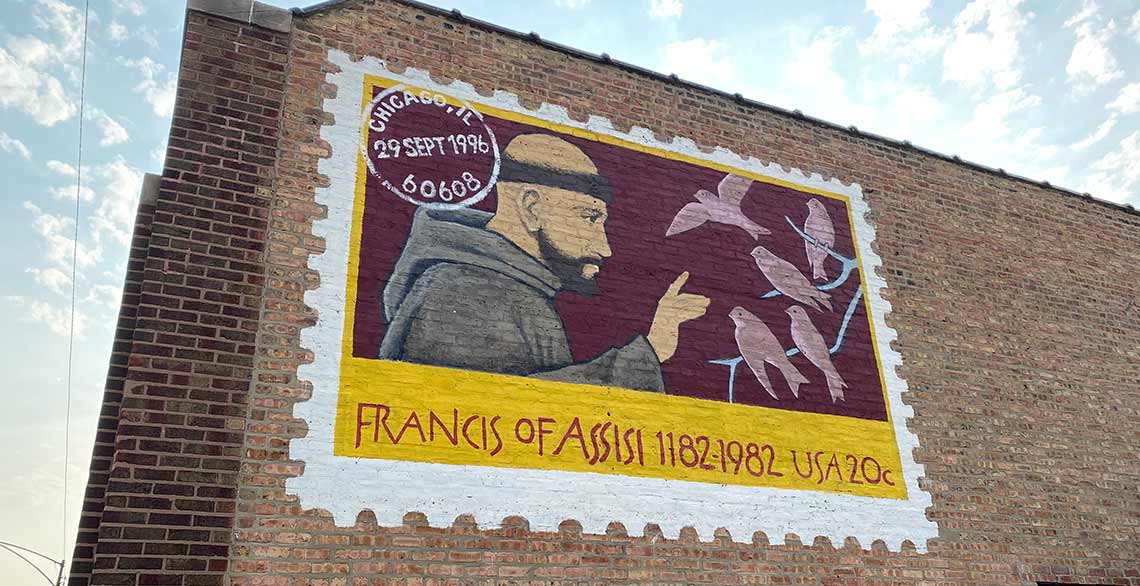 CHICAGO, IL
29 SEPT 1996
60608
FRANCIS OF ASSISI 1182-1982 USA 20c